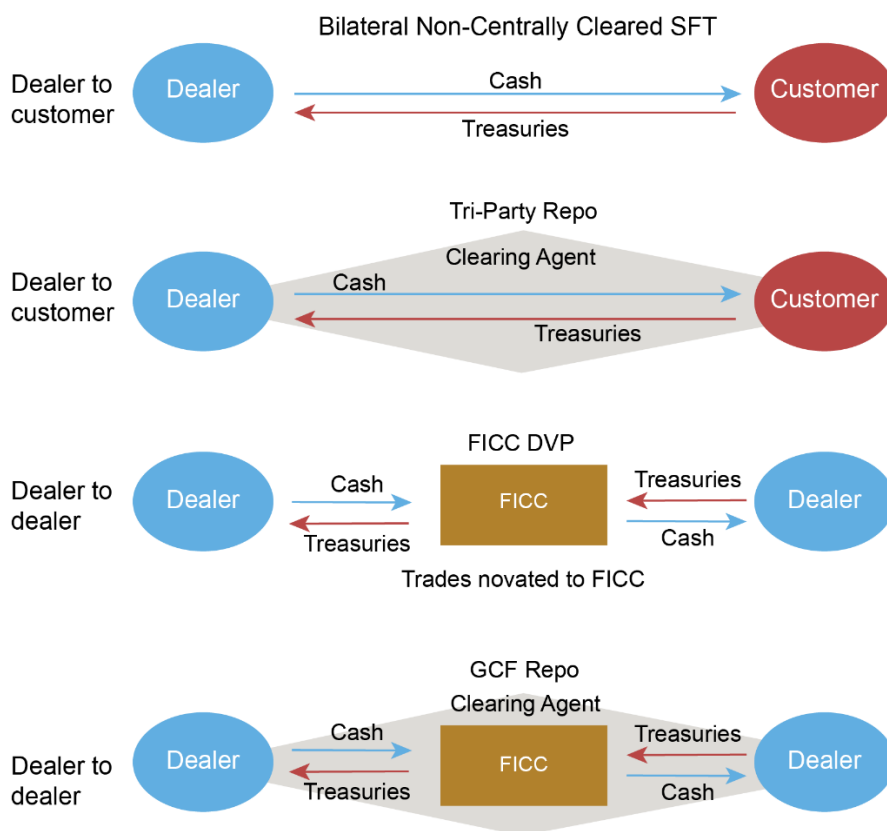 Bilateral Non-Centrally Cleared SFT
Dealer to
customer
Dealer
Cash
Treasuries
Customer
Tri-Party Repo
Clearing Agent
Dealer to
customer
Dealer
Cash
Treasuries
Customer
FICC DVP
Dealer to
dealer
Dealer
Cash
Treasuries
FICC
Treasuries
Cash
Dealer
Trades novated to FICC
GCF Repo
Clearing Agent
Dealer to
dealer
Dealer
Cash
Treasuries
FICC
Treasuries
Cash
Dealer